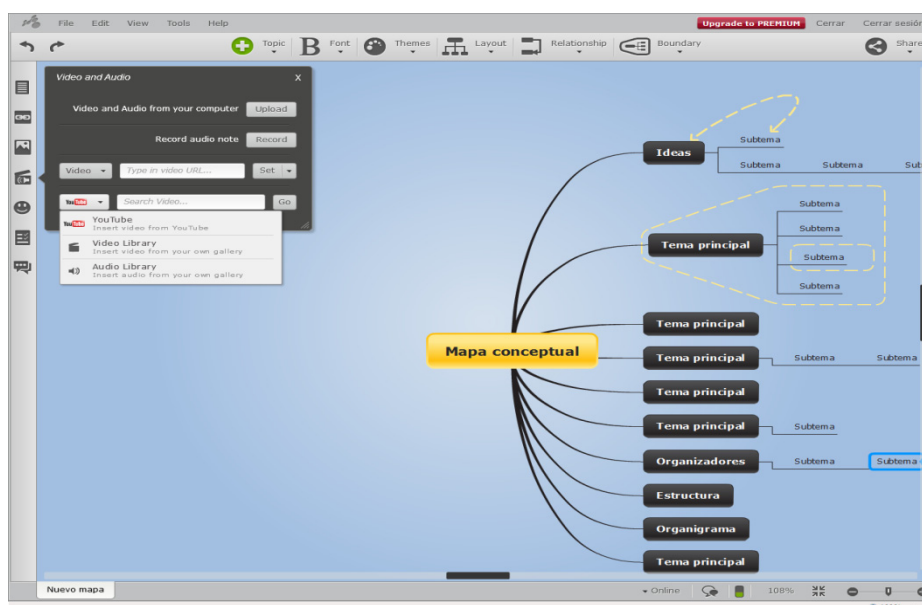 File Edit View Tools Help Upgrade to PREMIUM Cerrar Cerrar sesión
Topic Font Themes Layout Relationship Boundary Share
Video and Audio X
Video and Audio from your computer Upload
Record audio note Record
Video Type in video URL... Set
YouTube Search Video... Go
YouTube YouTube
Insert video from YouTube
Video Library
Insert video from your own gallery
Audio Library
Insert audio from your own gallery
Mapa conceptual
Ideas
Subtema
Subtema Subtema Sub
Tema principal
Subtema
Subtema
Subtema
Subtema
Tema principal
Tema principal Subtema Subtema
Tema principal
Tema principal Subtema
Organizadores Subtema Subtema
Estructura
Organigrama
Tema principal
Nuevo mapa Online 108%